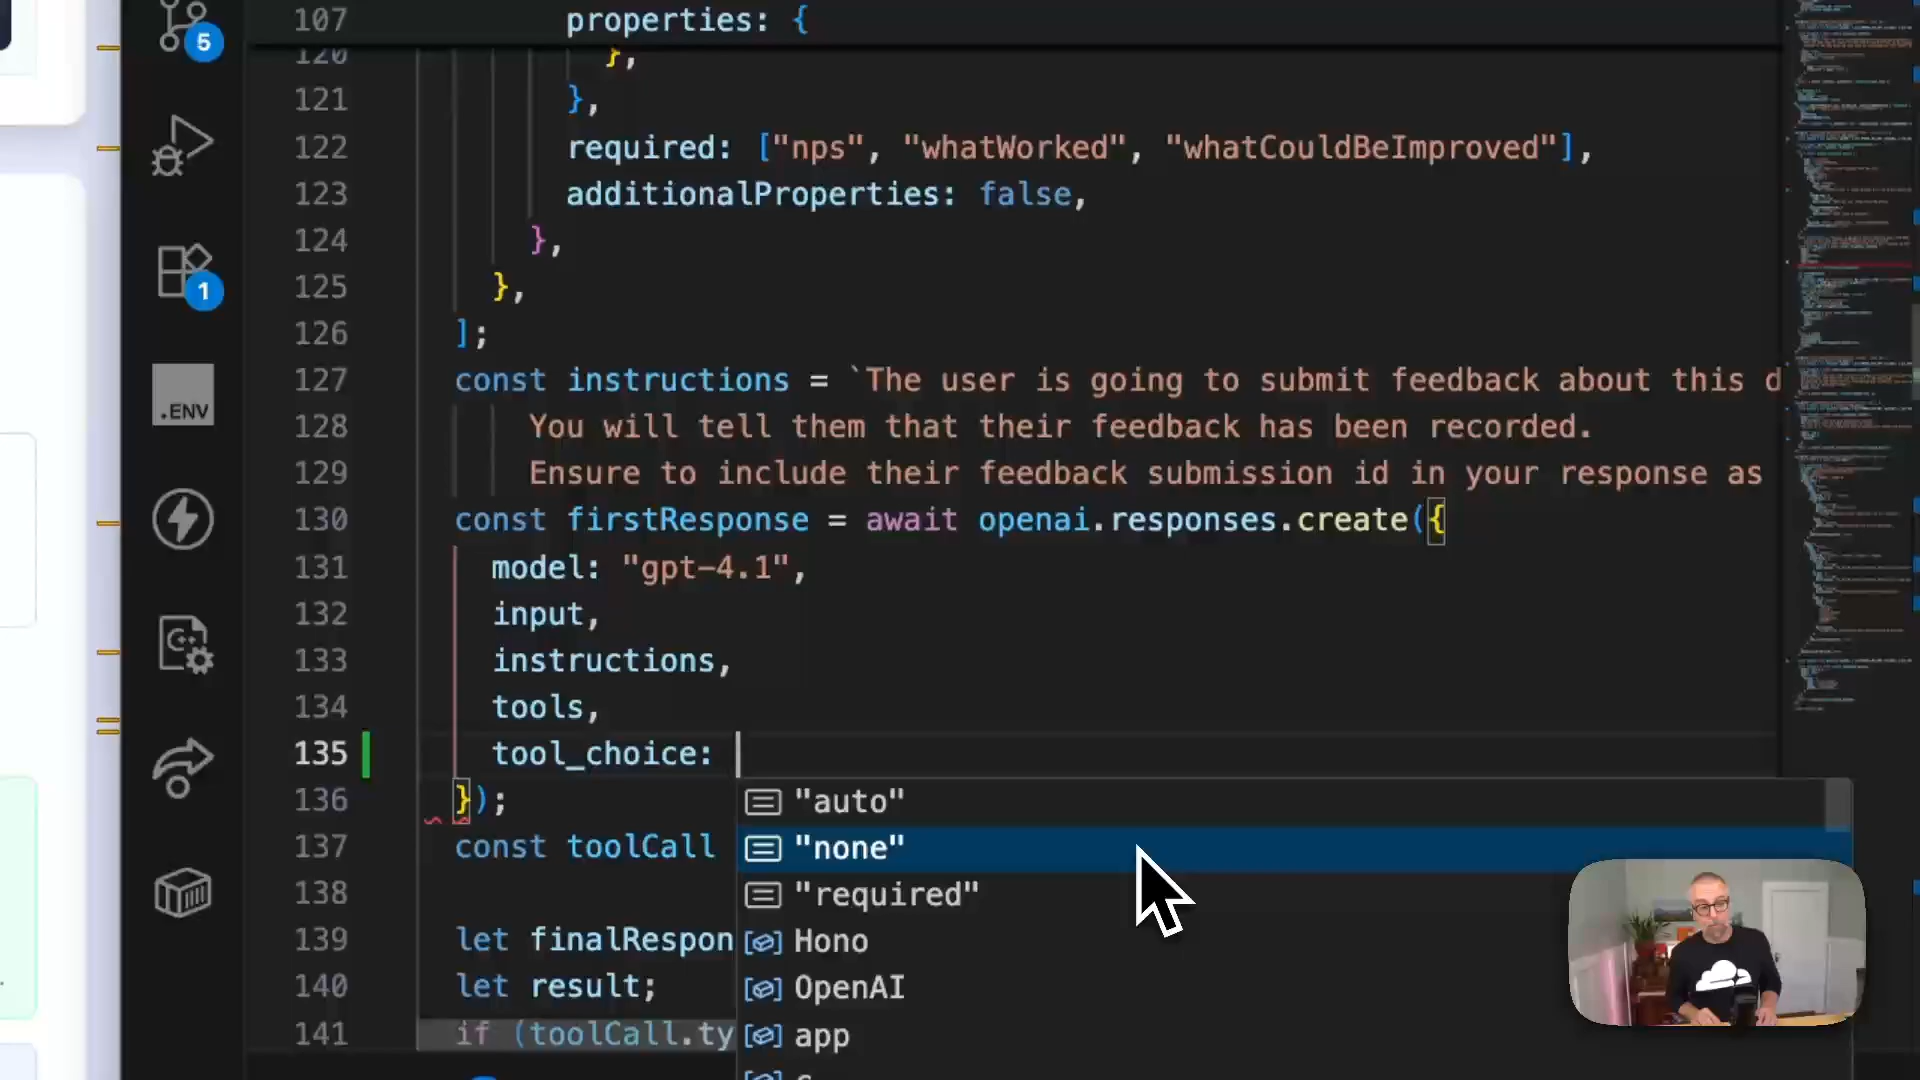 107 properties: {
120 },
121 },
122 required: ["nps", "whatWorked", "whatCouldBeImproved"],
123 additionalProperties: false,
124 },
125 },
126 ];
127 const instructions = `The user is going to submit feedback about this d
128 You will tell them that their feedback has been recorded.
129 Ensure to include their feedback submission id in your response as
130 const firstResponse = await openai.responses.create({
131 model: "gpt-4.1",
132 input,
133 instructions,
134 tools,
135 tool_choice:
136 });
"auto"
137 const toolCall
"none"
138
"required"
139 let finalRespon
Hono
140 let result;
OpenAI
141 if (toolCall.ty
app
5
1
.ENV